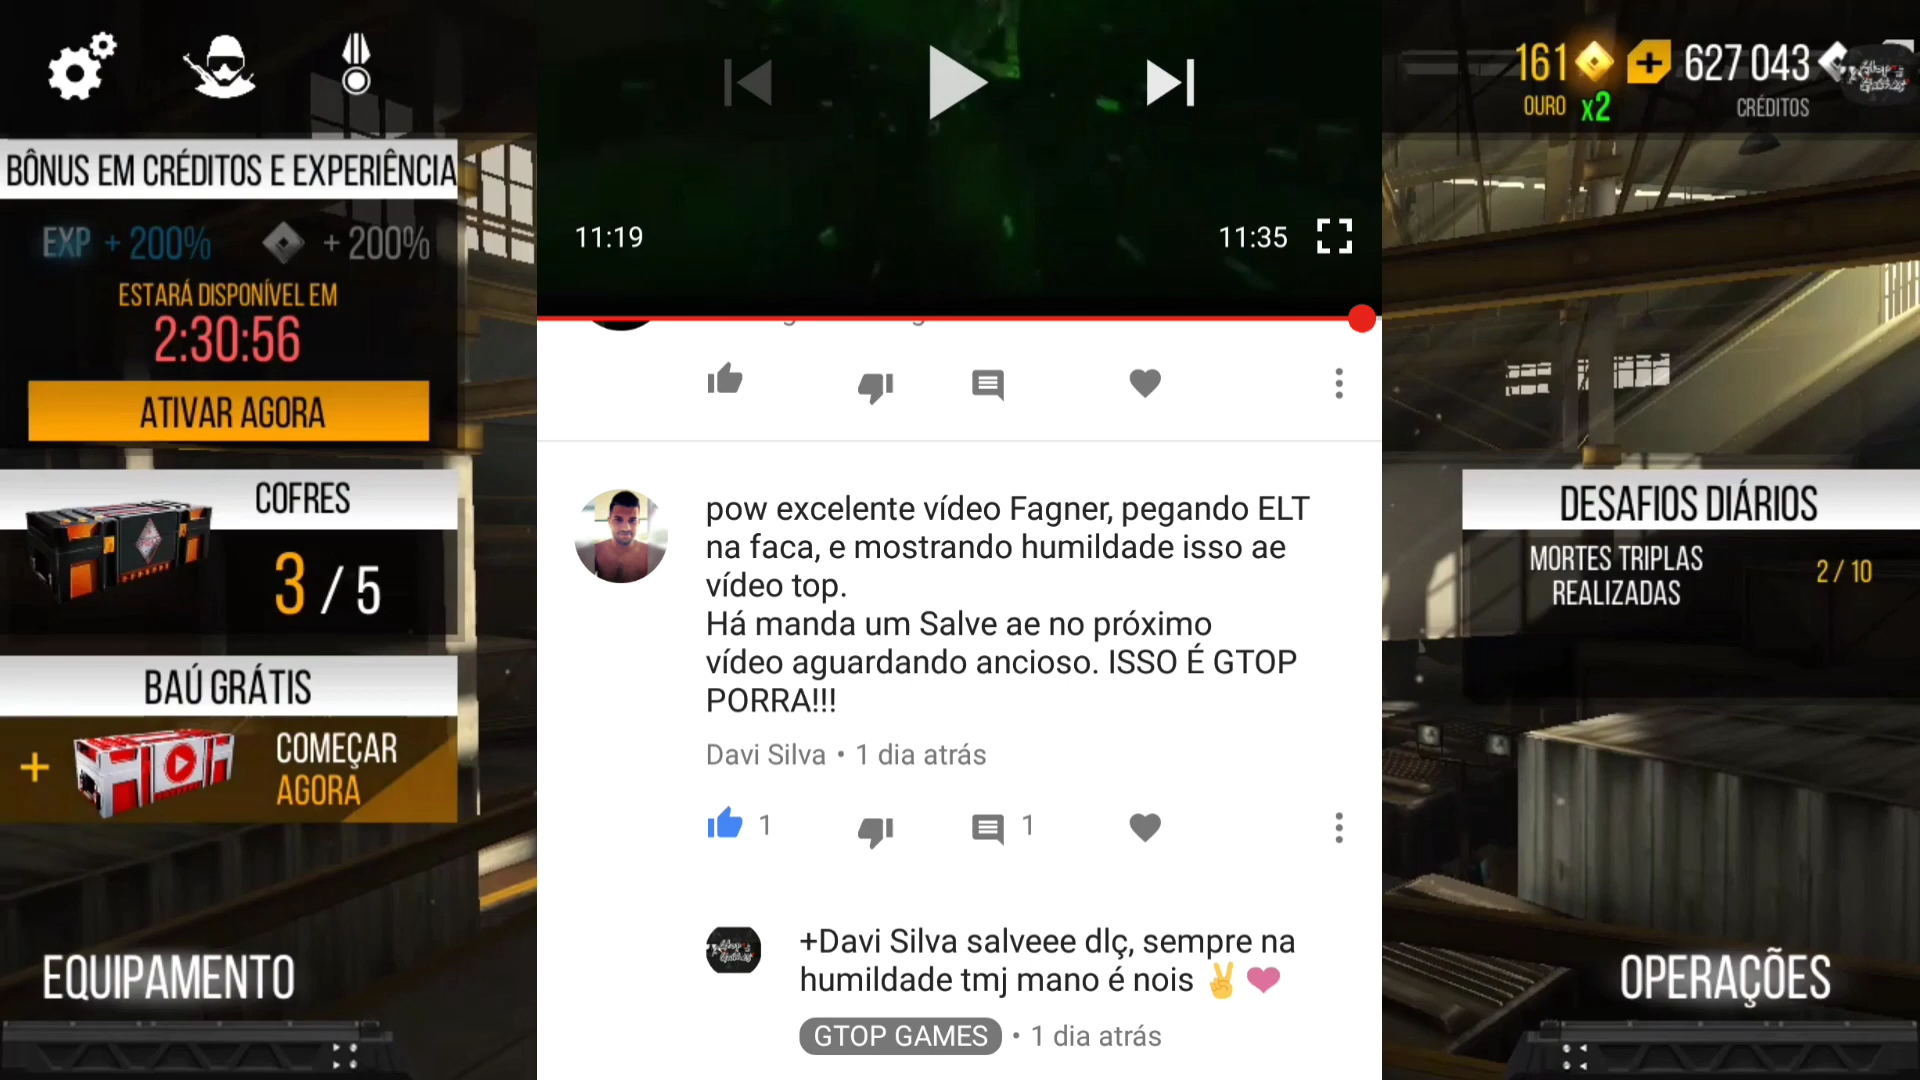 BÔNUS EM CRÉDITOS E EXPERIÊNCIA
EXP + 200% + 200%
ESTARÁ DISPONÍVEL EM
2:30:56
ATIVAR AGORA
COFRES
3 / 5
BAÚ GRÁTIS
+ COMEÇAR
AGORA
EQUIPAMENTO
11:19 11:35
pow excelente vídeo Fagner, pegando ELT
na faca, e mostrando humildade isso ae
vídeo top.
Há manda um Salve ae no próximo
vídeo aguardando ancioso. ISSO É GTOP
PORRA!!!
Davi Silva • 1 dia atrás
1 1
+Davi Silva salveee dlç, sempre na
humildade tmj mano é nois ✌️💗
GTOP GAMES • 1 dia atrás
161 627 043
OURO x2 CRÉDITOS
DESAFIOS DIÁRIOS
MORTES TRIPLAS
REALIZADAS
2 / 10
OPERAÇÕES